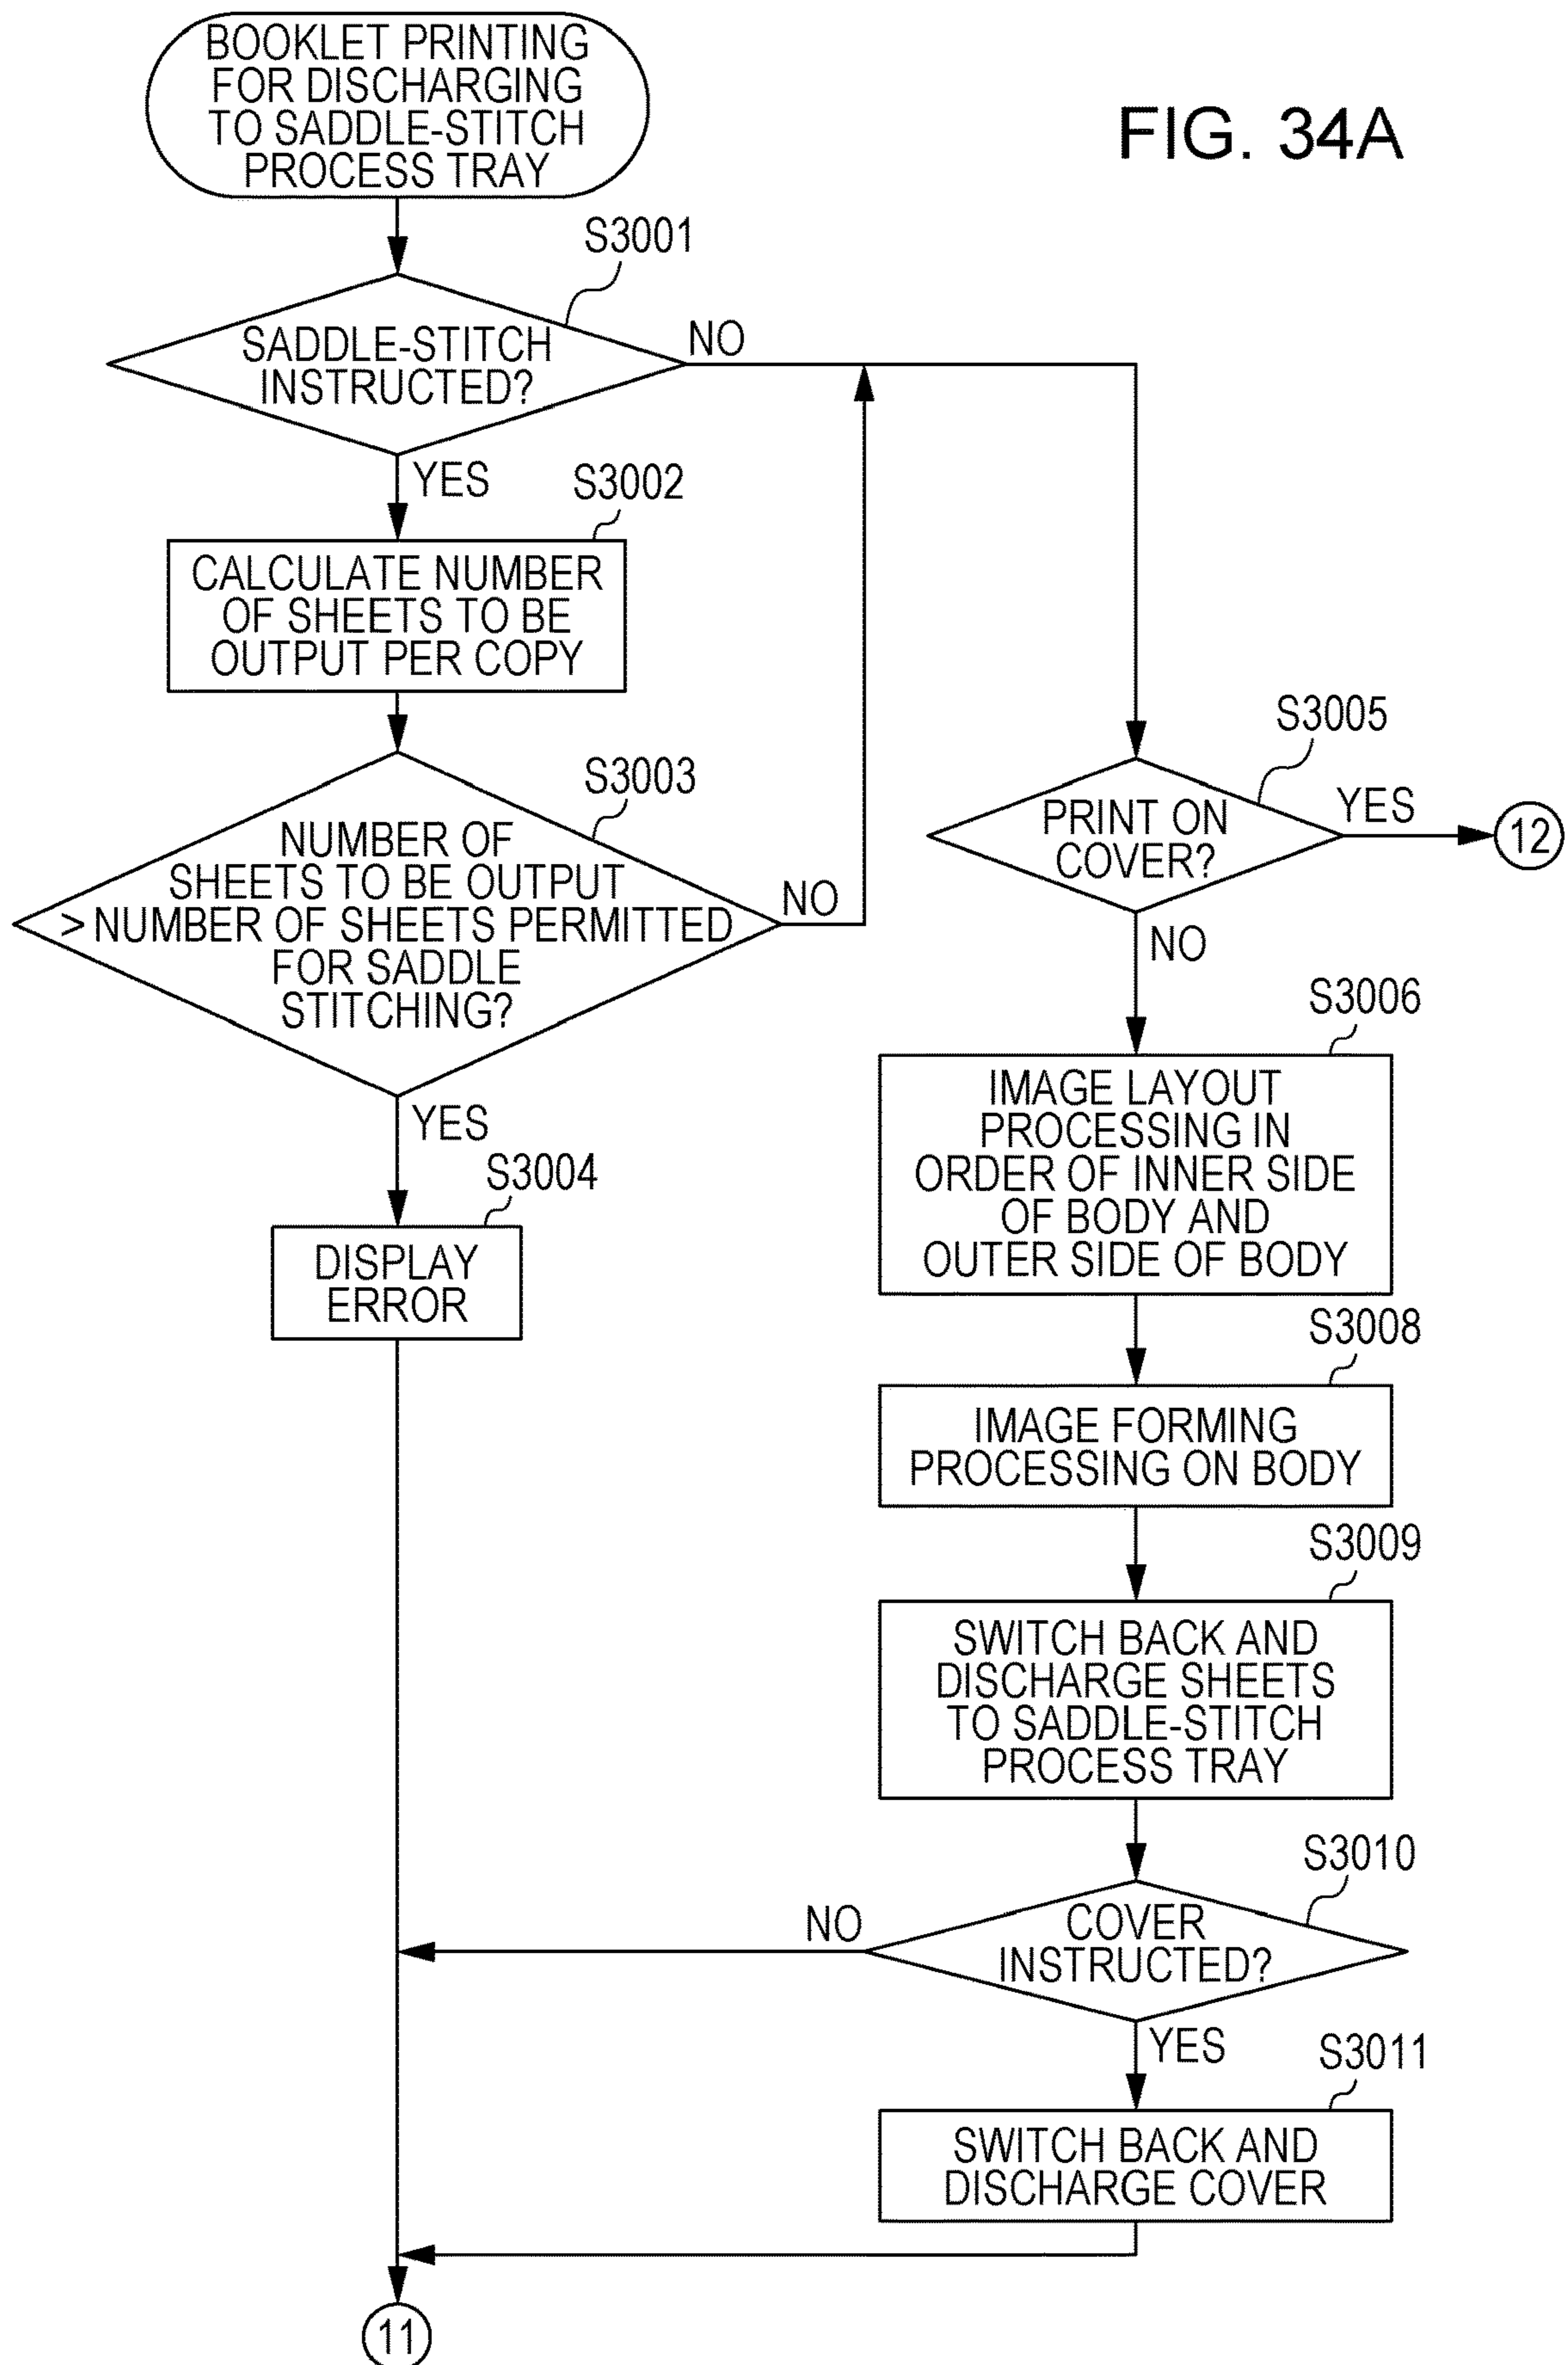 BOOKLET PRINTING
FOR DISCHARGING
TO SADDLE-STITCH
PROCESS TRAY
FIG. 34A
S3001
SADDLE-STITCH
INSTRUCTED?
NO
YES
S3002
CALCULATE NUMBER
OF SHEETS TO BE
OUTPUT PER COPY
S3003
NUMBER OF
SHEETS TO BE OUTPUT
> NUMBER OF SHEETS PERMITTED
FOR SADDLE
STITCHING?
NO
YES
S3004
DISPLAY
ERROR
S3005
PRINT ON
COVER?
YES
12
NO
S3006
IMAGE LAYOUT
PROCESSING IN
ORDER OF INNER SIDE
OF BODY AND
OUTER SIDE OF BODY
S3008
IMAGE FORMING
PROCESSING ON BODY
S3009
SWITCH BACK AND
DISCHARGE SHEETS
TO SADDLE-STITCH
PROCESS TRAY
S3010
COVER
INSTRUCTED?
NO
YES
S3011
SWITCH BACK AND
DISCHARGE COVER
11